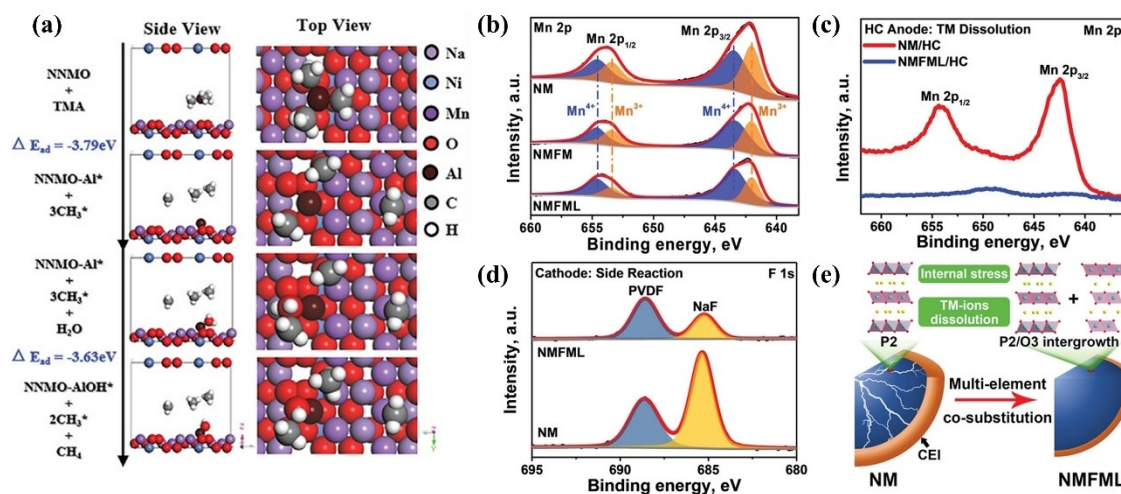 (a)
Side View
Top View
NNMO
+
TMA
Δ E_ad = -3.79eV
NNMO-Al*
+
3CH₃*
NNMO-Al*
+
3CH₃*
+
H₂O
Δ E_ad = -3.63eV
NNMO-AlOH*
+
2CH₃*
+
CH₄
Na
Ni
Mn
O
Al
C
H
(b)
Mn 2p
Mn 2p₁/₂
Mn 2p₃/₂
NM
Mn⁴⁺
Mn³⁺
Mn⁴⁺
Mn³⁺
NMFM
NMFML
Intensity, a.u.
660
655
650
645
640
Binding energy, eV
(c)
HC Anode: TM Dissolution
Mn 2p
NM/HC
NMFML/HC
Mn 2p₁/₂
Mn 2p₃/₂
Intensity, a.u.
660
655
650
645
640
635
Binding energy, eV
(d)
Cathode: Side Reaction
F 1s
PVDF
NaF
NMFML
NM
Intensity, a.u.
695
690
685
680
Binding energy, eV
(e)
Internal stress
TM-ions
dissolution
+
P2
P2/O3 intergrowth
Multi-element
co-substitution
CEI
NM
NMFML